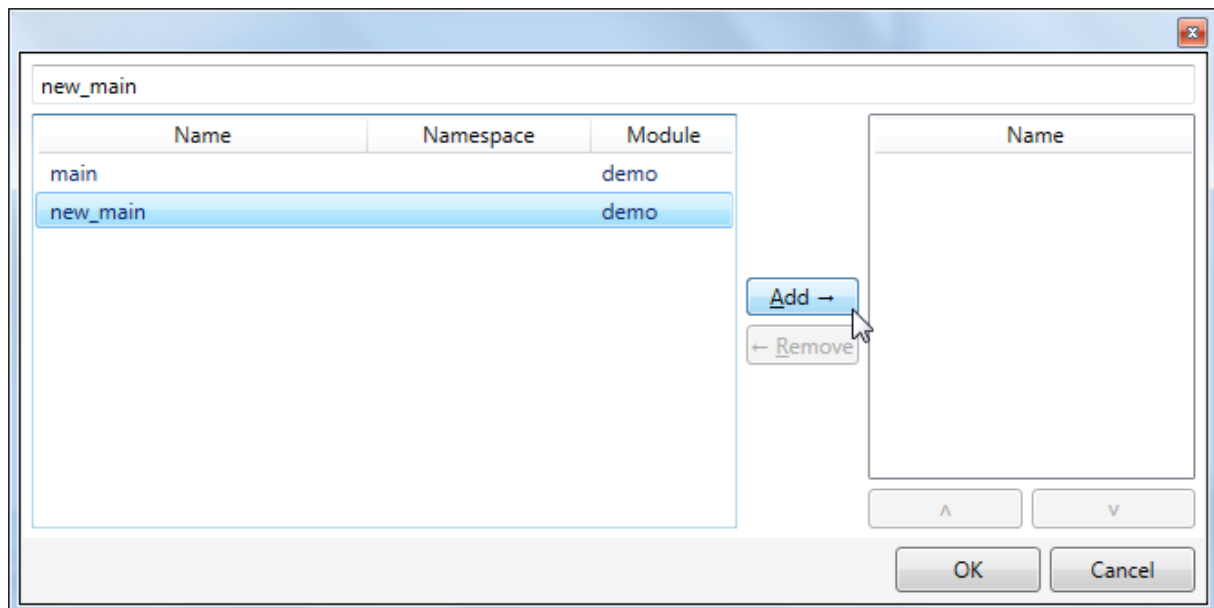 new_main
Name Namespace Module Name
main demo
new_main demo
Add →
← Remove
^ v
OK Cancel